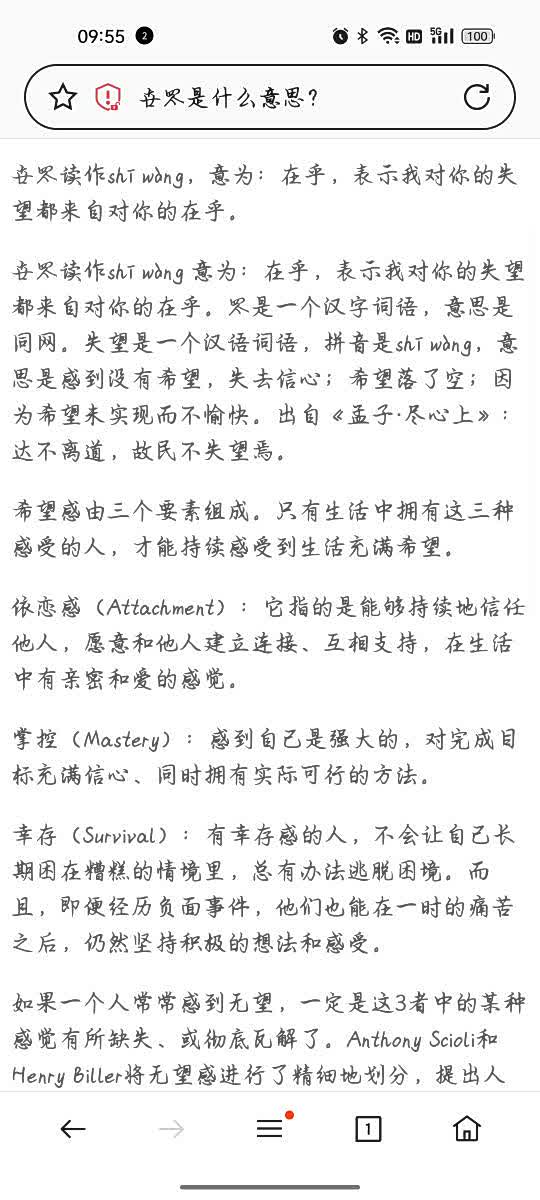 09:55 2 5G HD 100
是什么意思？
读作shī wàng，意为：在乎，表示我对你的失
望都来自对你的在乎。
读作shī wàng 意为：在乎，表示我对你的失望
都来自对你的在乎。是一个汉字词语，意思是
同网。失望是一个汉语词语，拼音是shī wàng，意
思是感到没有希望，失去信心；希望落了空；因
为希望未实现而不愉快。出自《孟子·尽心上》：
达不离道，故民不失望焉。
希望感由三个要素组成。只有生活中拥有这三种
感受的人，才能持续感受到生活充满希望。
依恋感（Attachment）：它指的是能够持续地信任
他人，愿意和他人建立连接、互相支持，在生活
中有亲密和爱的感觉。
掌控（Mastery）：感到自己是强大的，对完成目
标充满信心、同时拥有实际可行的方法。
幸存（Survival）：有幸存感的人，不会让自己长
期困在糟糕的情境里，总有办法逃脱困境。而
且，即便经历负面事件，他们也能在一时的痛苦
之后，仍然坚持积极的想法和感受。
如果一个人常常感到无望，一定是这3者中的某种
感觉有所缺失、或彻底瓦解了。Anthony Scioli和
Henry Biller将无望感进行了精细地划分，提出人
1